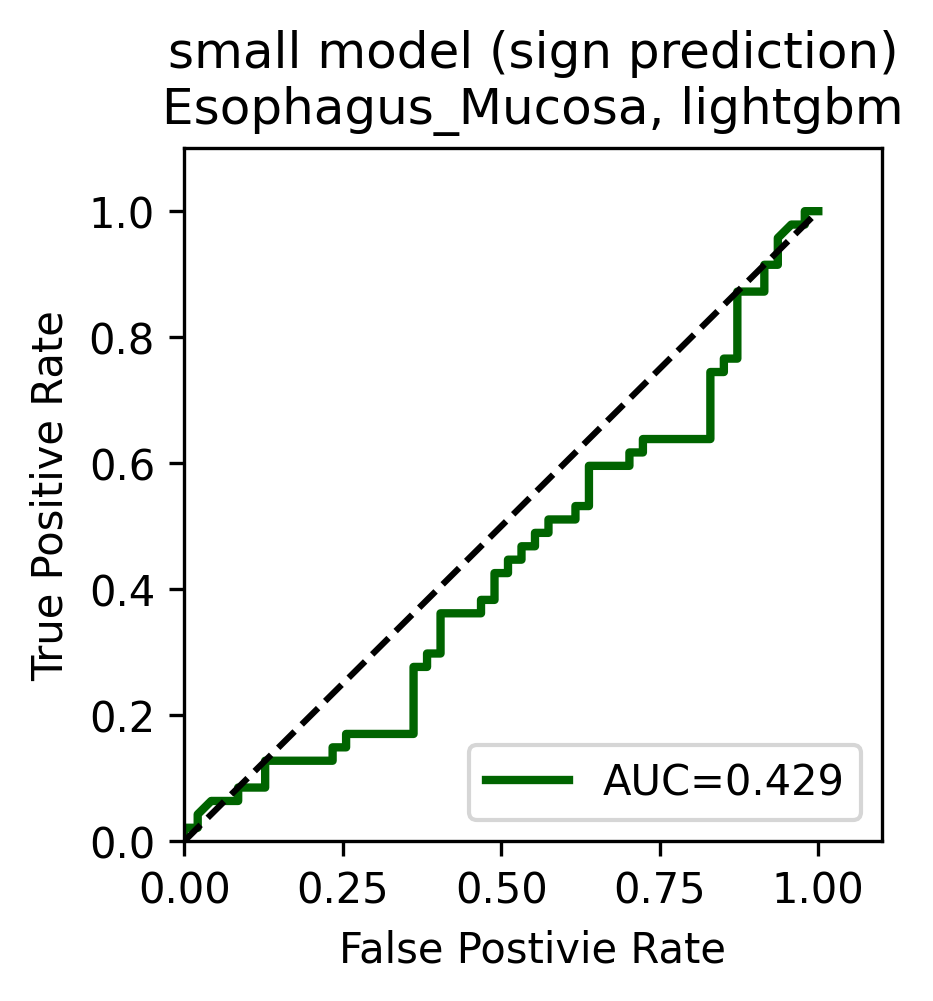 small model (sign prediction)
Esophagus_Mucosa, lightgbm
True Positive Rate
1.0
0.8
0.6
0.4
0.2
0.0
AUC=0.429
0.00 0.25 0.50 0.75 1.00
False Postivie Rate